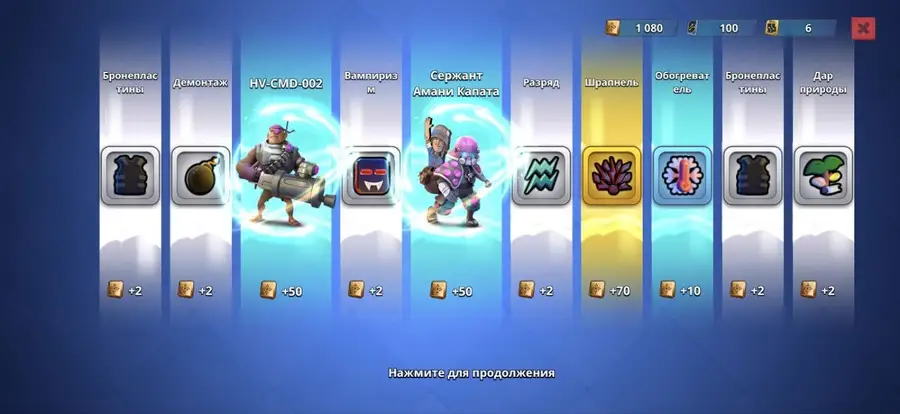 1 080
100
6
Бронеплас
тины
Демонтаж
HV-CMD-002
Вампириз
м
Сержант
Амани Капата
Разряд
Шрапнель
Обогреват
ель
Бронеплас
тины
Дар
природы
+2
+2
+50
+2
+50
+2
+70
+10
+2
+2
Нажмите для продолжения